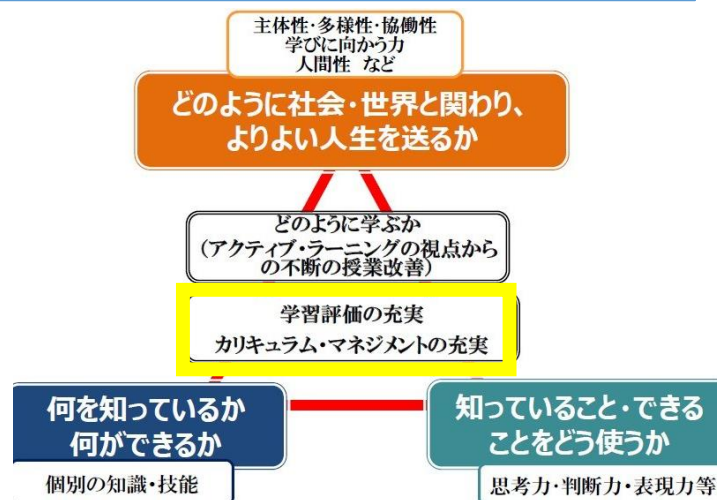 主体性・多様性・協働性
学びに向かう力
人間性 など
どのように社会・世界と関わり、
よりよい人生を送るか
どのように学ぶか
(アクティブ・ラーニングの視点から
の不断の授業改善)
学習評価の充実
カリキュラム・マネジメントの充実
何を知っているか
何ができるか
個別の知識・技能
知っていること・できる
ことをどう使うか
思考力・判断力・表現力等